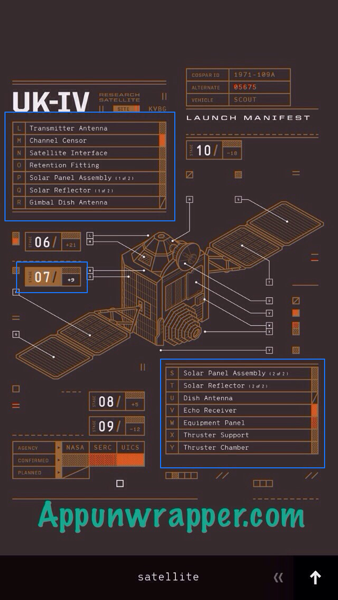 COSPAR ID 1971-109A
ALTERNATE 05675
VEHICLE SCOUT
UK-IV RESEARCH SATELLITE
LAUNCH MANIFEST
L Transmitter Antenna
M Channel Censor
N Satellite Interface
O Retention Fitting
P Solar Panel Assembly (1 of 2)
Q Solar Reflector (1 of 2)
R Gimbal Dish Antenna
10/ -10
06/ +21
07/ +9
S Solar Panel Assembly (2 of 2)
T Solar Reflector (2 of 2)
U Dish Antenna
V Echo Receiver
W Equipment Panel
X Thruster Support
Y Thruster Chamber
08/ +5
09/ -12
AGENCY NASA SERC UICS
CONFIRMED
PLANNED
Appunwrapper.com
satellite